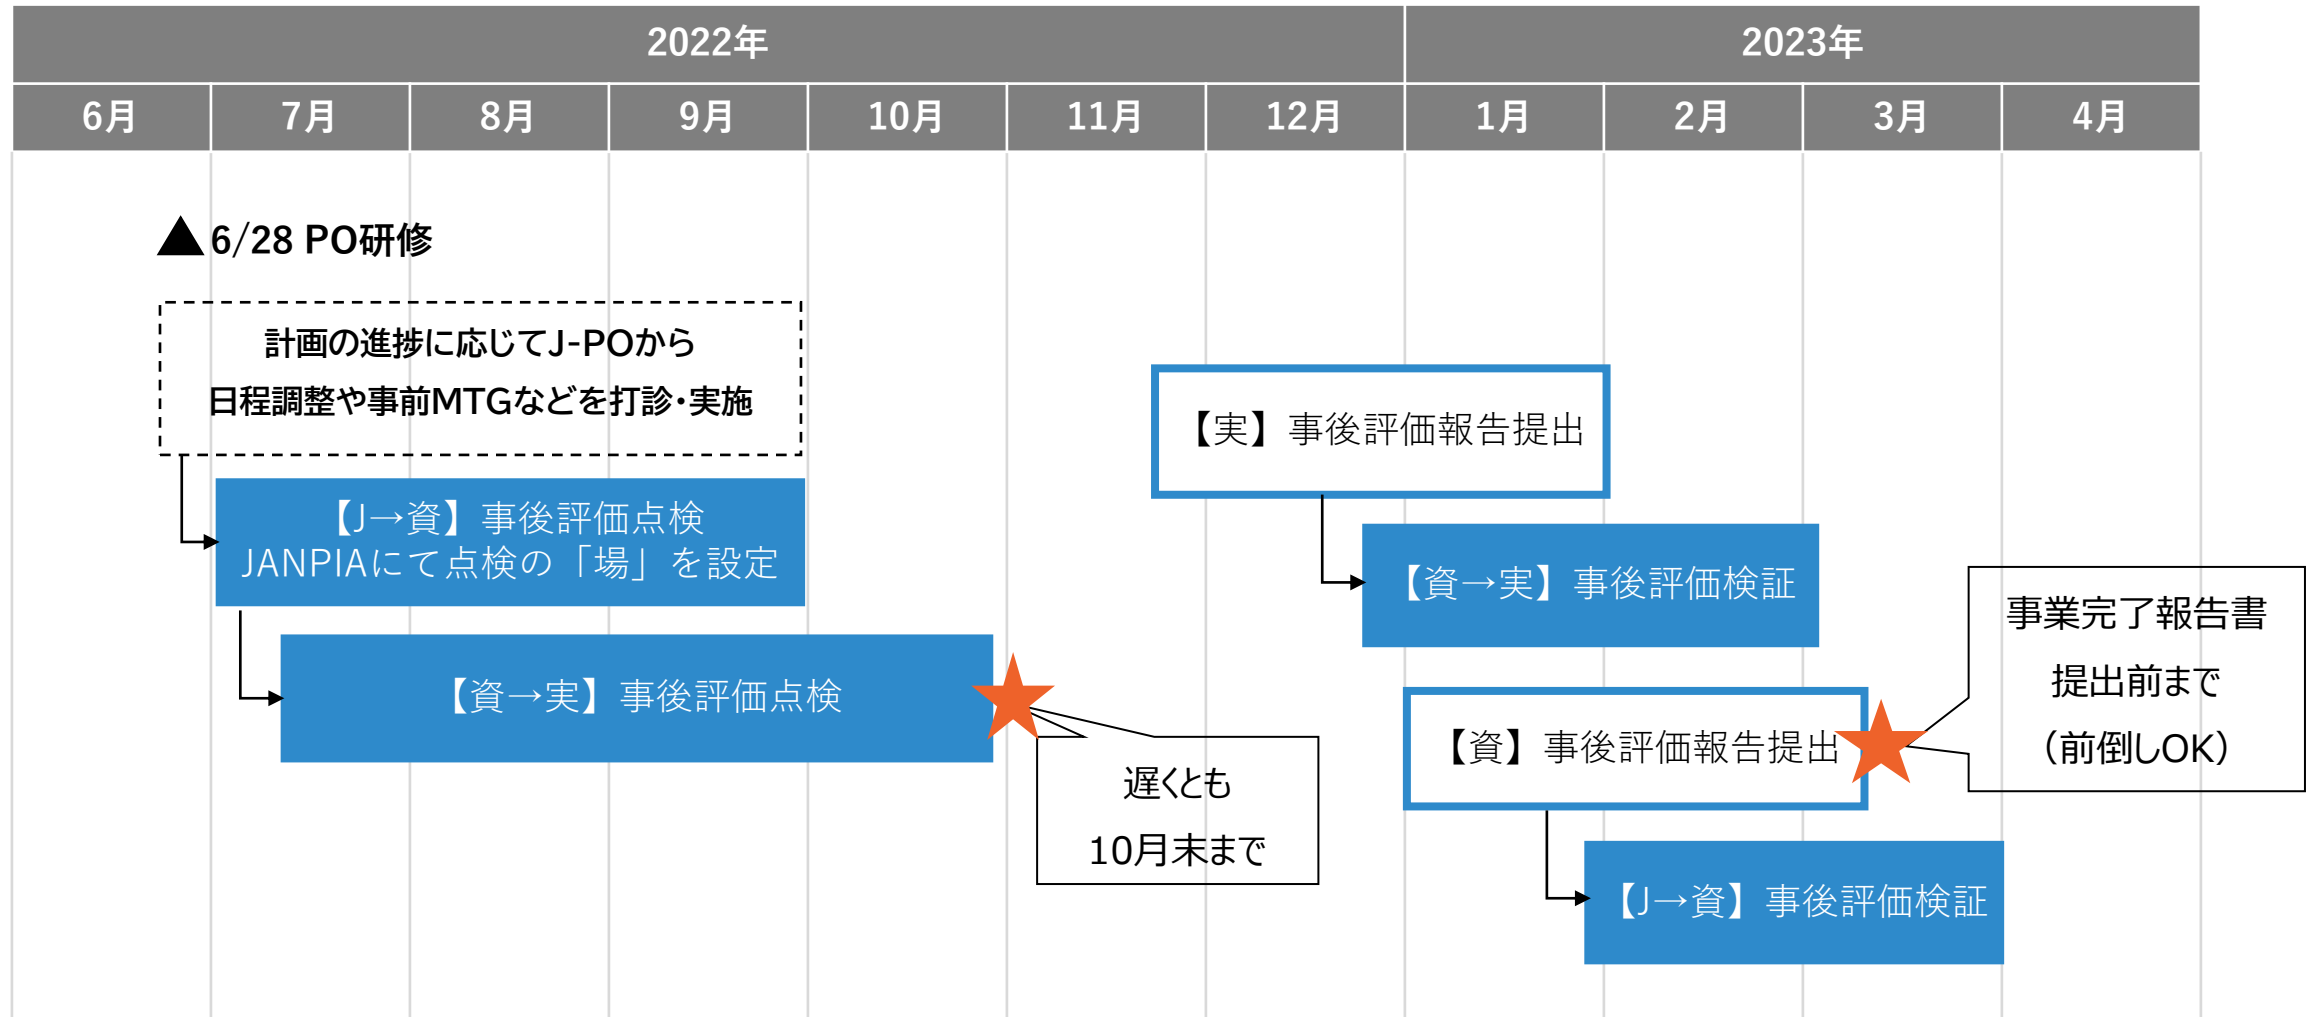 2022年
2023年
6月
7月
8月
9月
10月
11月
12月
1月
2月
3月
4月
6/28 PO研修
計画の進捗に応じてJ-POから
日程調整や事前MTGなどを打診・実施
【J→資】事後評価点検
JANPIAにて点検の「場」を設定
【資→実】事後評価点検
遅くとも
10月末まで
【実】事後評価報告提出
【資→実】事後評価検証
【資】事後評価報告提出
事業完了報告書
提出前まで
（前倒しOK）
【J→資】事後評価検証